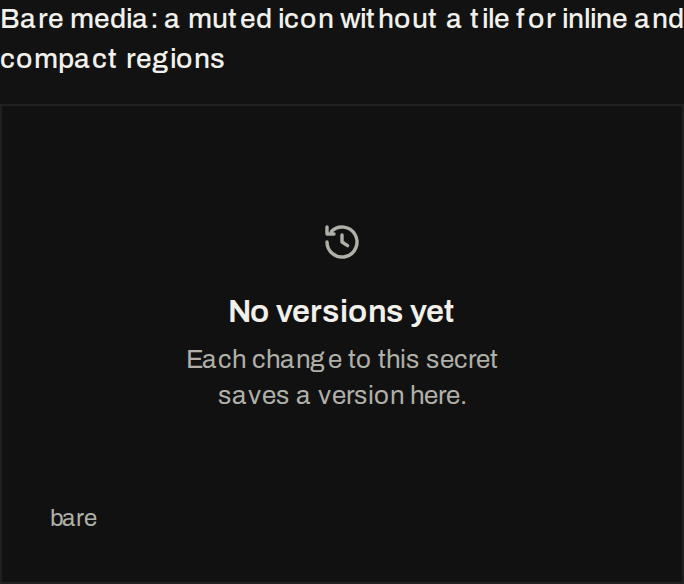 Bare media: a muted icon without a tile for inline and
compact regions
No versions yet
Each change to this secret
saves a version here.
bare